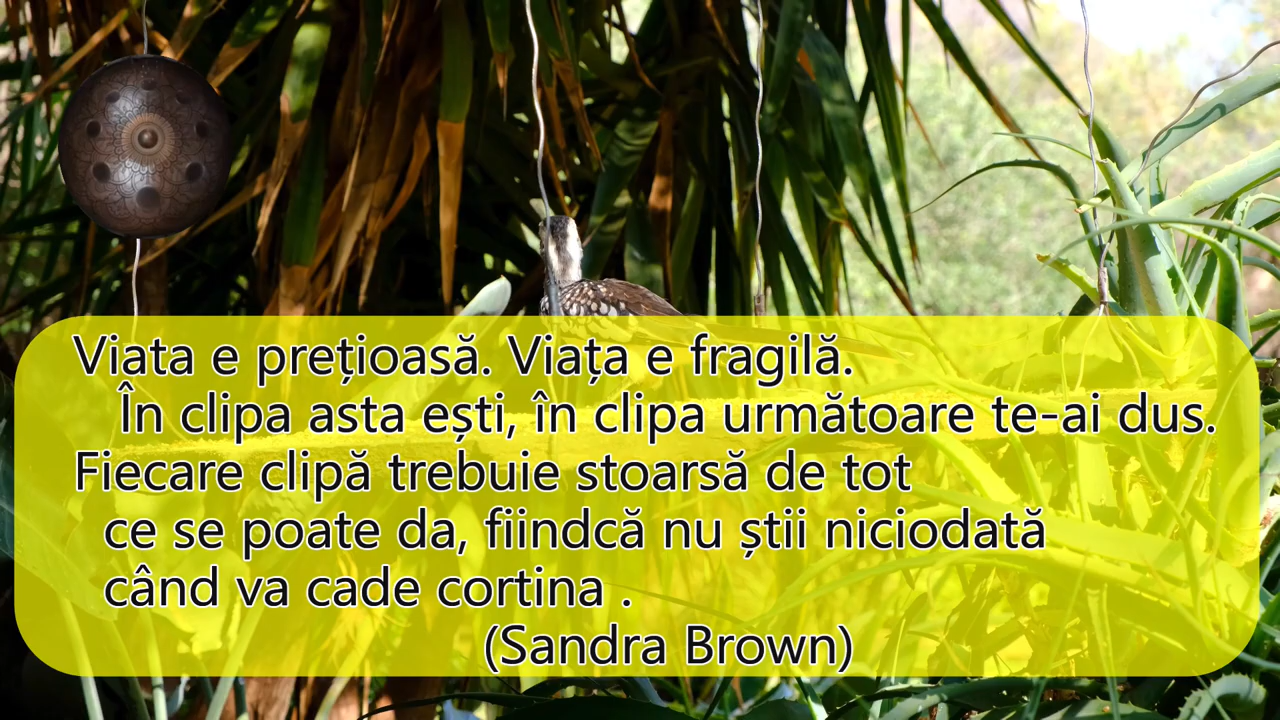 Viata e prețioasă. Viața e fragilă.
În clipa asta ești, în clipa următoare te-ai dus.
Fiecare clipă trebuie stoarsă de tot
ce se poate da, fiindcă nu știi niciodată
când va cade cortina .
(Sandra Brown)